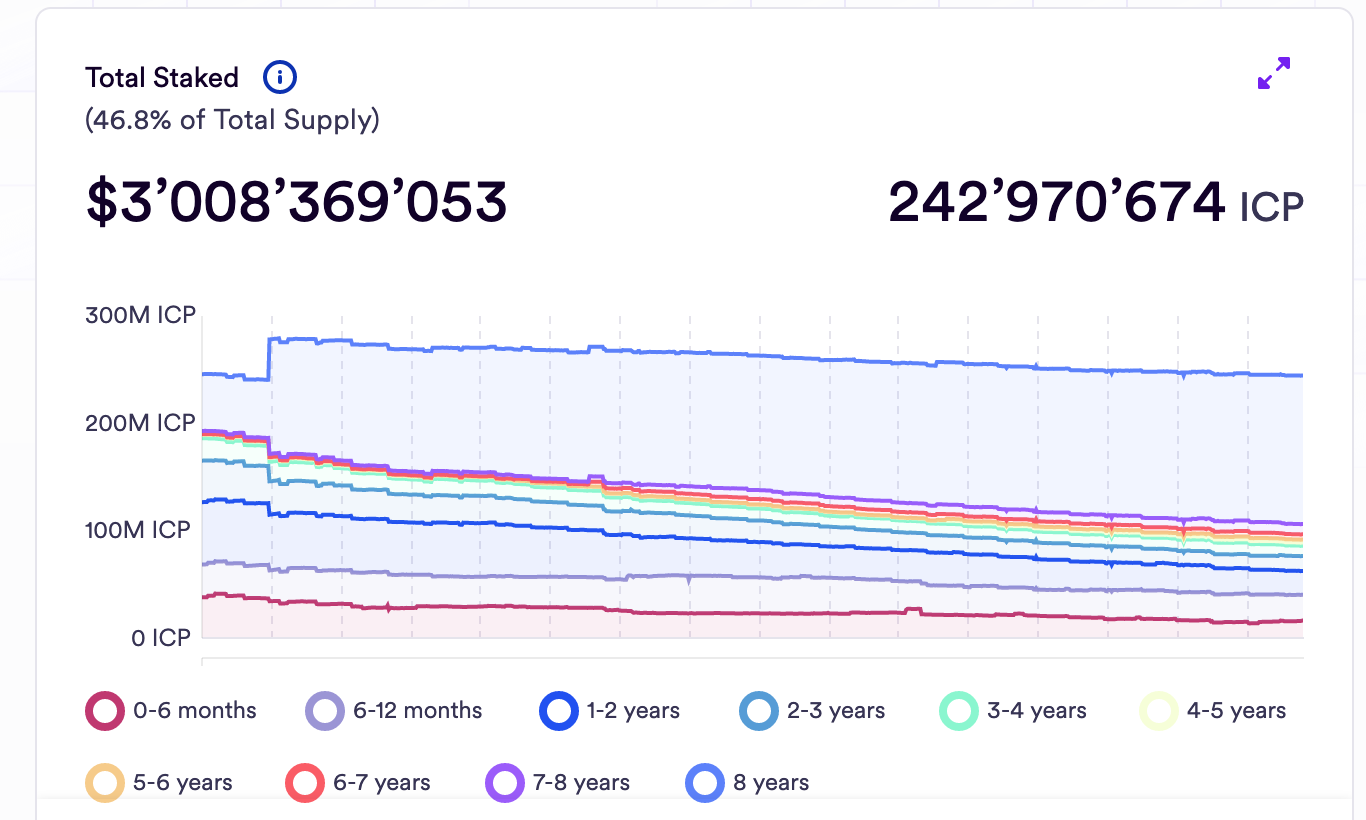 Total Staked
(46.8% of Total Supply)
$3’008’369’053
242’970’674 ICP
300M ICP
200M ICP
100M ICP
0 ICP
0-6 months
6-12 months
1-2 years
2-3 years
3-4 years
4-5 years
5-6 years
6-7 years
7-8 years
8 years